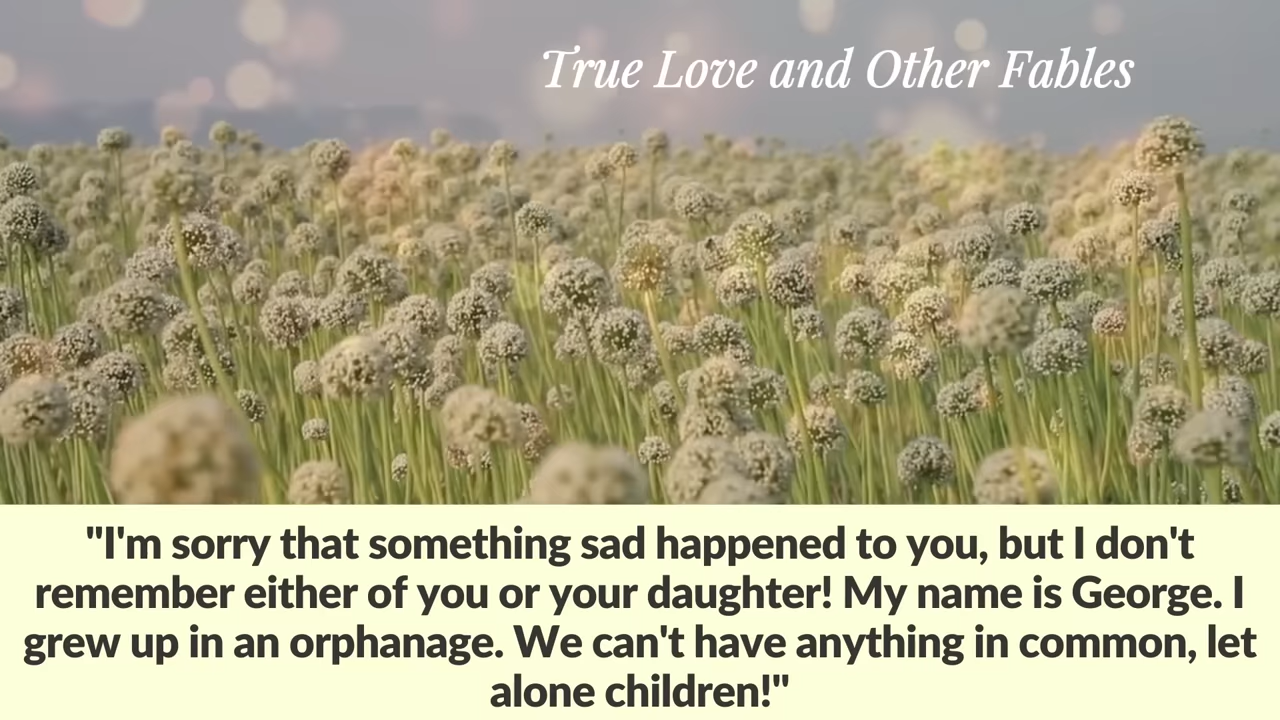 True Love and Other Fables
"I'm sorry that something sad happened to you, but I don't
remember either of you or your daughter! My name is George. I
grew up in an orphanage. We can't have anything in common, let
alone children!"